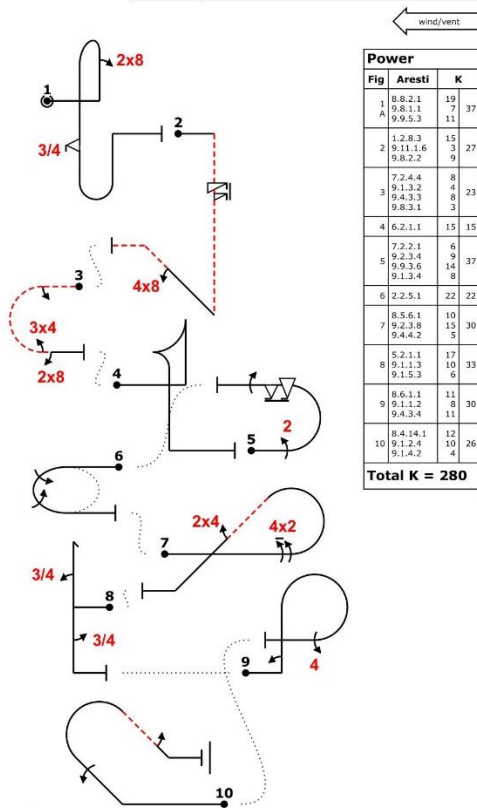 wind/vent
Power
Fig Aresti K
1 A 8.8.2.1 19 37
9.8.1.1 7
9.9.5.3 11
2 1.2.8.3 15 27
9.11.1.6 3
9.8.2.2 9
3 7.2.4.4 8 23
9.1.3.2 4
9.4.3.3 8
9.8.3.1 3
4 6.2.1.1 15 15
5 7.2.2.1 6 37
9.2.3.4 9
9.9.3.6 14
9.1.3.4 8
6 2.2.5.1 22 22
7 8.5.6.1 10 30
9.2.3.8 15
9.4.4.2 5
8 5.2.1.1 17 33
9.1.1.3 10
9.1.5.3 6
9 8.6.1.1 11 30
9.1.1.2 8
9.4.3.4 11
10 8.4.14.1 12 26
9.1.2.4 10
9.1.4.2 4
Total K = 280
2x8
1
2
3/4
3
4x8
3x4
2x8
4
2
5
6
2x4
4x2
7
3/4
8
3/4
9
4
10